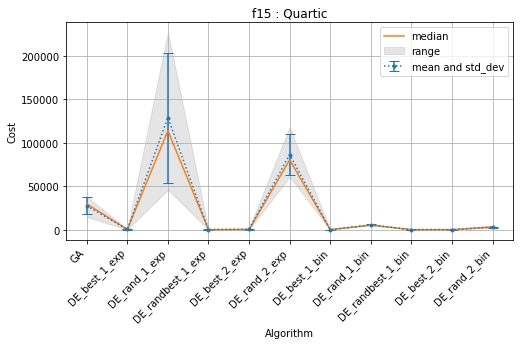 f15 : Quartic
median
range
mean and std_dev
200000
150000
100000
50000
0
Cost
GA
DE_best_1_exp
DE_rand_1_exp
DE_randbest_1_exp
DE_best_2_exp
DE_rand_2_exp
DE_best_1_bin
DE_rand_1_bin
DE_randbest_1_bin
DE_best_2_bin
DE_rand_2_bin
Algorithm